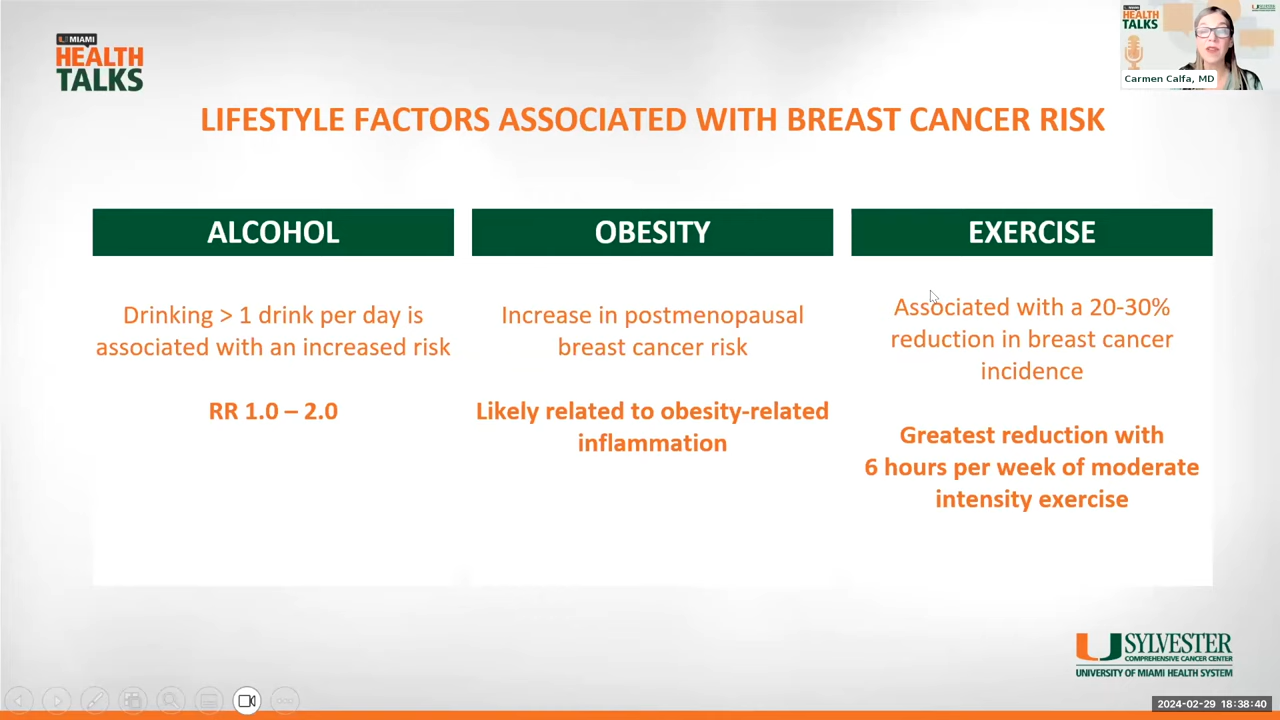 MIAMI
HEALTH
TALKS
HEALTH
TALKS
SYLVESTER
Carmen Calfa, MD
LIFESTYLE FACTORS ASSOCIATED WITH BREAST CANCER RISK
ALCOHOL
Drinking > 1 drink per day is
associated with an increased risk
RR 1.0 – 2.0
OBESITY
Increase in postmenopausal
breast cancer risk
Likely related to obesity-related
inflammation
EXERCISE
Associated with a 20-30%
reduction in breast cancer
incidence
Greatest reduction with
6 hours per week of moderate
intensity exercise
SYLVESTER
COMPREHENSIVE CANCER CENTER
UNIVERSITY OF MIAMI HEALTH SYSTEM
2024-02-29 18:38:40